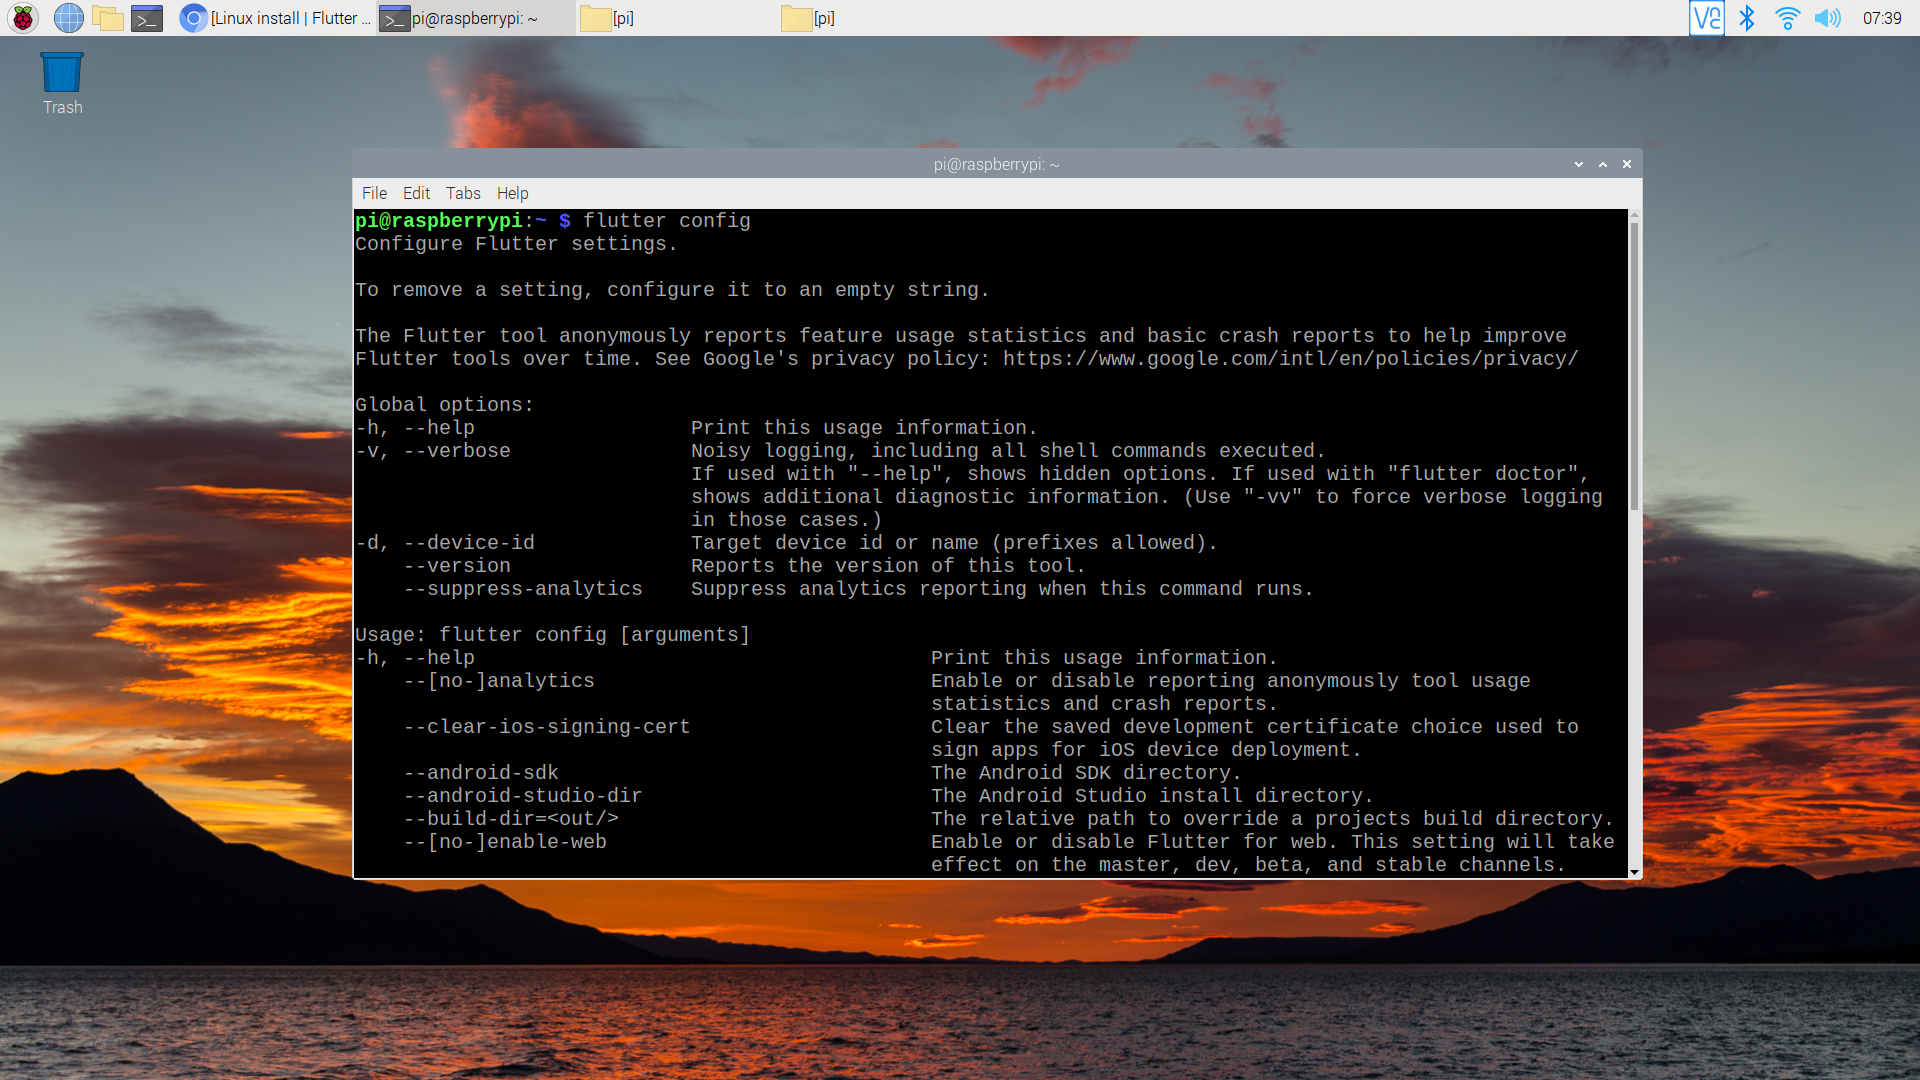 [Linux install | Flutter ... pi@raspberrypi: ~ [pi] [pi] 07:39
Trash
pi@raspberrypi: ~
File Edit Tabs Help
pi@raspberrypi:~ $ flutter config
Configure Flutter settings.
To remove a setting, configure it to an empty string.
The Flutter tool anonymously reports feature usage statistics and basic crash reports to help improve
Flutter tools over time. See Google's privacy policy: https://www.google.com/intl/en/policies/privacy/
Global options:
-h, --help Print this usage information.
-v, --verbose Noisy logging, including all shell commands executed.
If used with "--help", shows hidden options. If used with "flutter doctor",
shows additional diagnostic information. (Use "-vv" to force verbose logging
in those cases.)
-d, --device-id Target device id or name (prefixes allowed).
--version Reports the version of this tool.
--suppress-analytics Suppress analytics reporting when this command runs.
Usage: flutter config [arguments]
-h, --help Print this usage information.
--[no-]analytics Enable or disable reporting anonymously tool usage
statistics and crash reports.
--clear-ios-signing-cert Clear the saved development certificate choice used to
sign apps for iOS device deployment.
--android-sdk The Android SDK directory.
--android-studio-dir The Android Studio install directory.
--build-dir=<out/> The relative path to override a projects build directory.
--[no-]enable-web Enable or disable Flutter for web. This setting will take
effect on the master, dev, beta, and stable channels.